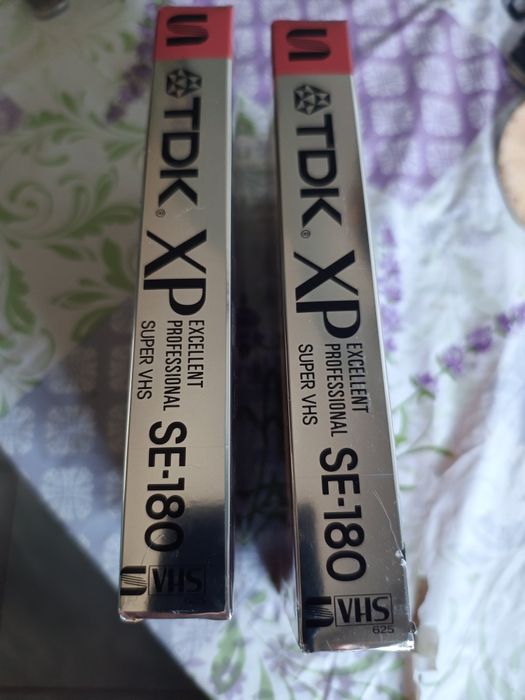 S
TDK®
XP
EXCELLENT
PROFESSIONAL
SUPER VHS
SE-180
S VHS
S
TDK®
XP
EXCELLENT
PROFESSIONAL
SUPER VHS
SE-180
S VHS
625